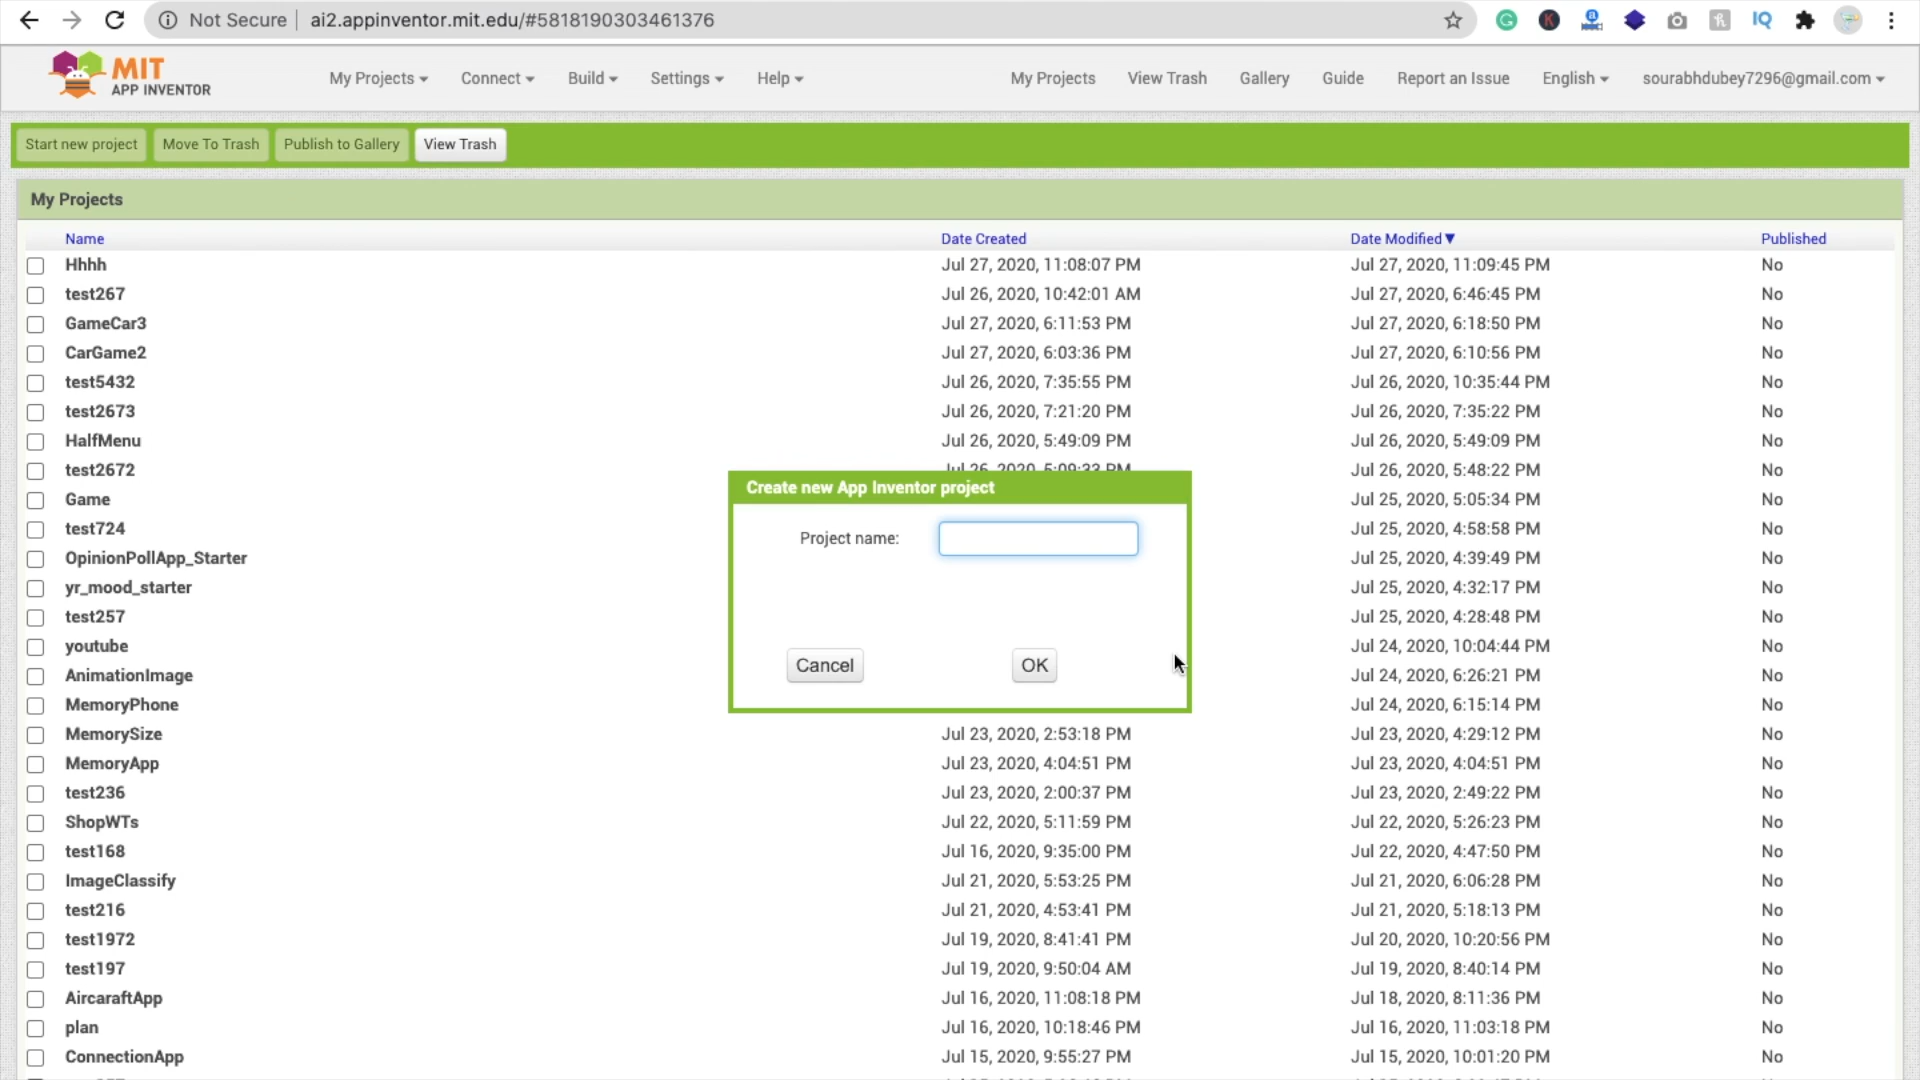 Not Secure ai2.appinventor.mit.edu/#5818190303461376
MIT
APP INVENTOR
My Projects Connect Build Settings Help My Projects View Trash Gallery Guide Report an Issue English sourabhdubey7296@gmail.com
Start new project Move To Trash Publish to Gallery View Trash
My Projects
Name Date Created Date Modified Published
Hhhh Jul 27, 2020, 11:08:07 PM Jul 27, 2020, 11:09:45 PM No
test267 Jul 26, 2020, 10:42:01 AM Jul 27, 2020, 6:46:45 PM No
GameCar3 Jul 27, 2020, 6:11:53 PM Jul 27, 2020, 6:18:50 PM No
CarGame2 Jul 27, 2020, 6:03:36 PM Jul 27, 2020, 6:10:56 PM No
test5432 Jul 26, 2020, 7:35:55 PM Jul 26, 2020, 10:35:44 PM No
test2673 Jul 26, 2020, 7:21:20 PM Jul 26, 2020, 7:35:22 PM No
HalfMenu Jul 26, 2020, 5:49:09 PM Jul 26, 2020, 5:49:09 PM No
test2672 Jul 26, 2020, 5:09:33 PM Jul 26, 2020, 5:48:22 PM No
Game Jul 25, 2020, 5:05:34 PM No
test724 Jul 25, 2020, 4:58:58 PM No
OpinionPollApp_Starter Jul 25, 2020, 4:39:49 PM No
yr_mood_starter Jul 25, 2020, 4:32:17 PM No
test257 Jul 25, 2020, 4:28:48 PM No
youtube Jul 24, 2020, 10:04:44 PM No
AnimationImage Jul 24, 2020, 6:26:21 PM No
MemoryPhone Jul 24, 2020, 6:15:14 PM No
Create new App Inventor project
Project name:
Cancel OK
MemorySize Jul 23, 2020, 2:53:18 PM Jul 23, 2020, 4:29:12 PM No
MemoryApp Jul 23, 2020, 4:04:51 PM Jul 23, 2020, 4:04:51 PM No
test236 Jul 23, 2020, 2:00:37 PM Jul 23, 2020, 2:49:22 PM No
ShopWTs Jul 22, 2020, 5:11:59 PM Jul 22, 2020, 5:26:23 PM No
test168 Jul 16, 2020, 9:35:00 PM Jul 22, 2020, 4:47:50 PM No
ImageClassify Jul 21, 2020, 5:53:25 PM Jul 21, 2020, 6:06:28 PM No
test216 Jul 21, 2020, 4:53:41 PM Jul 21, 2020, 5:18:13 PM No
test1972 Jul 19, 2020, 8:41:41 PM Jul 20, 2020, 10:20:56 PM No
test197 Jul 19, 2020, 9:50:04 AM Jul 19, 2020, 8:40:14 PM No
AircaraftApp Jul 16, 2020, 11:08:18 PM Jul 18, 2020, 8:11:36 PM No
plan Jul 16, 2020, 10:18:46 PM Jul 16, 2020, 11:03:18 PM No
ConnectionApp Jul 15, 2020, 9:55:27 PM Jul 15, 2020, 10:01:20 PM No